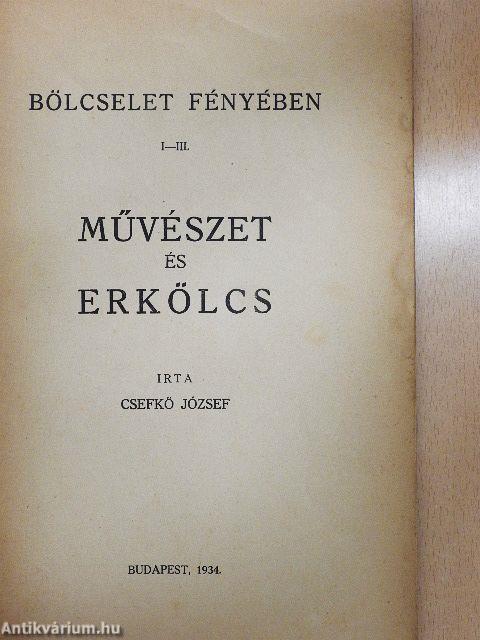 BÖLCSELET FÉNYÉBEN
I—III.
MŰVÉSZET
ÉS
ERKÖLCS
IRTA
CSEFKÖ JÓZSEF
BUDAPEST, 1934.
Antikvárium.hu